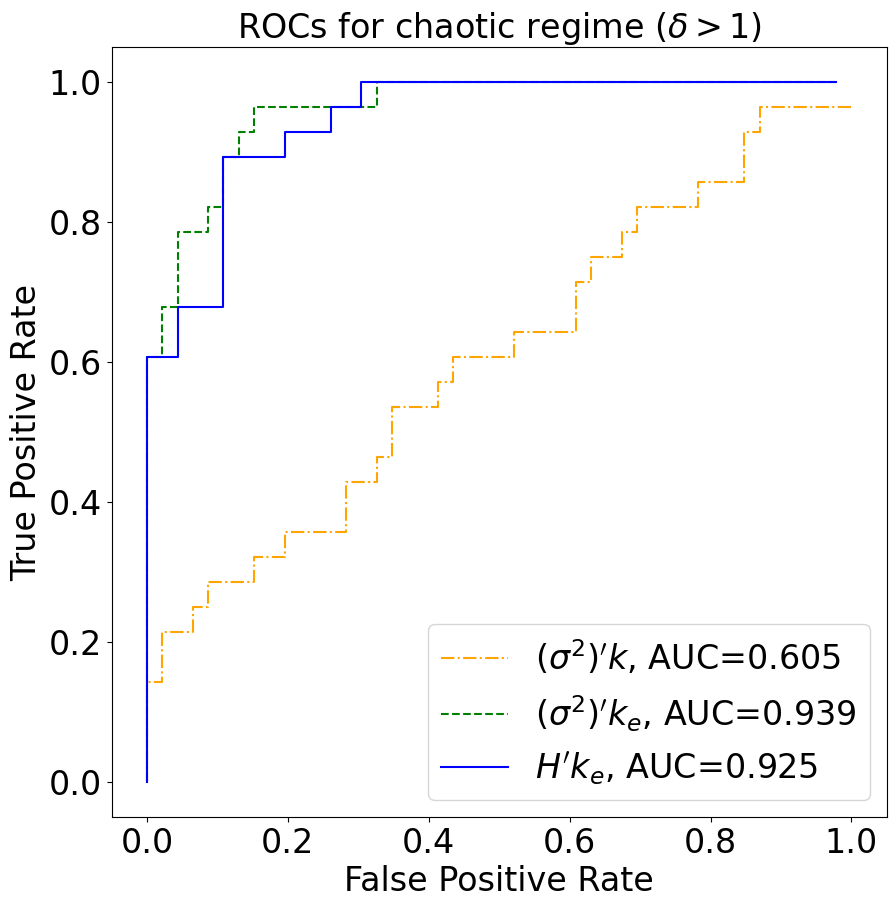 ROCs for chaotic regime (δ > 1)
True Positive Rate
1.0
0.8
0.6
0.4
0.2
0.0
(σ²)′k, AUC=0.605
(σ²)′kₑ, AUC=0.939
H′kₑ, AUC=0.925
0.0 0.2 0.4 0.6 0.8 1.0
False Positive Rate